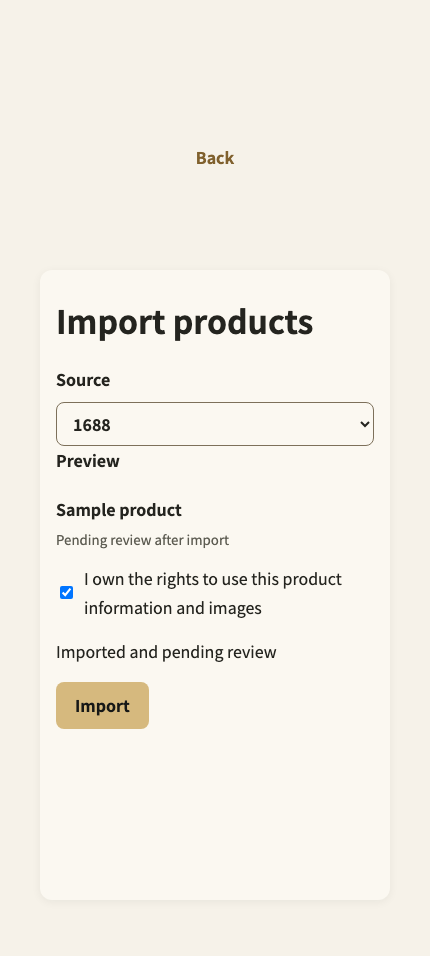 Back
Import products
Source
1688
Preview
Sample product
Pending review after import
I own the rights to use this product
information and images
Imported and pending review
Import